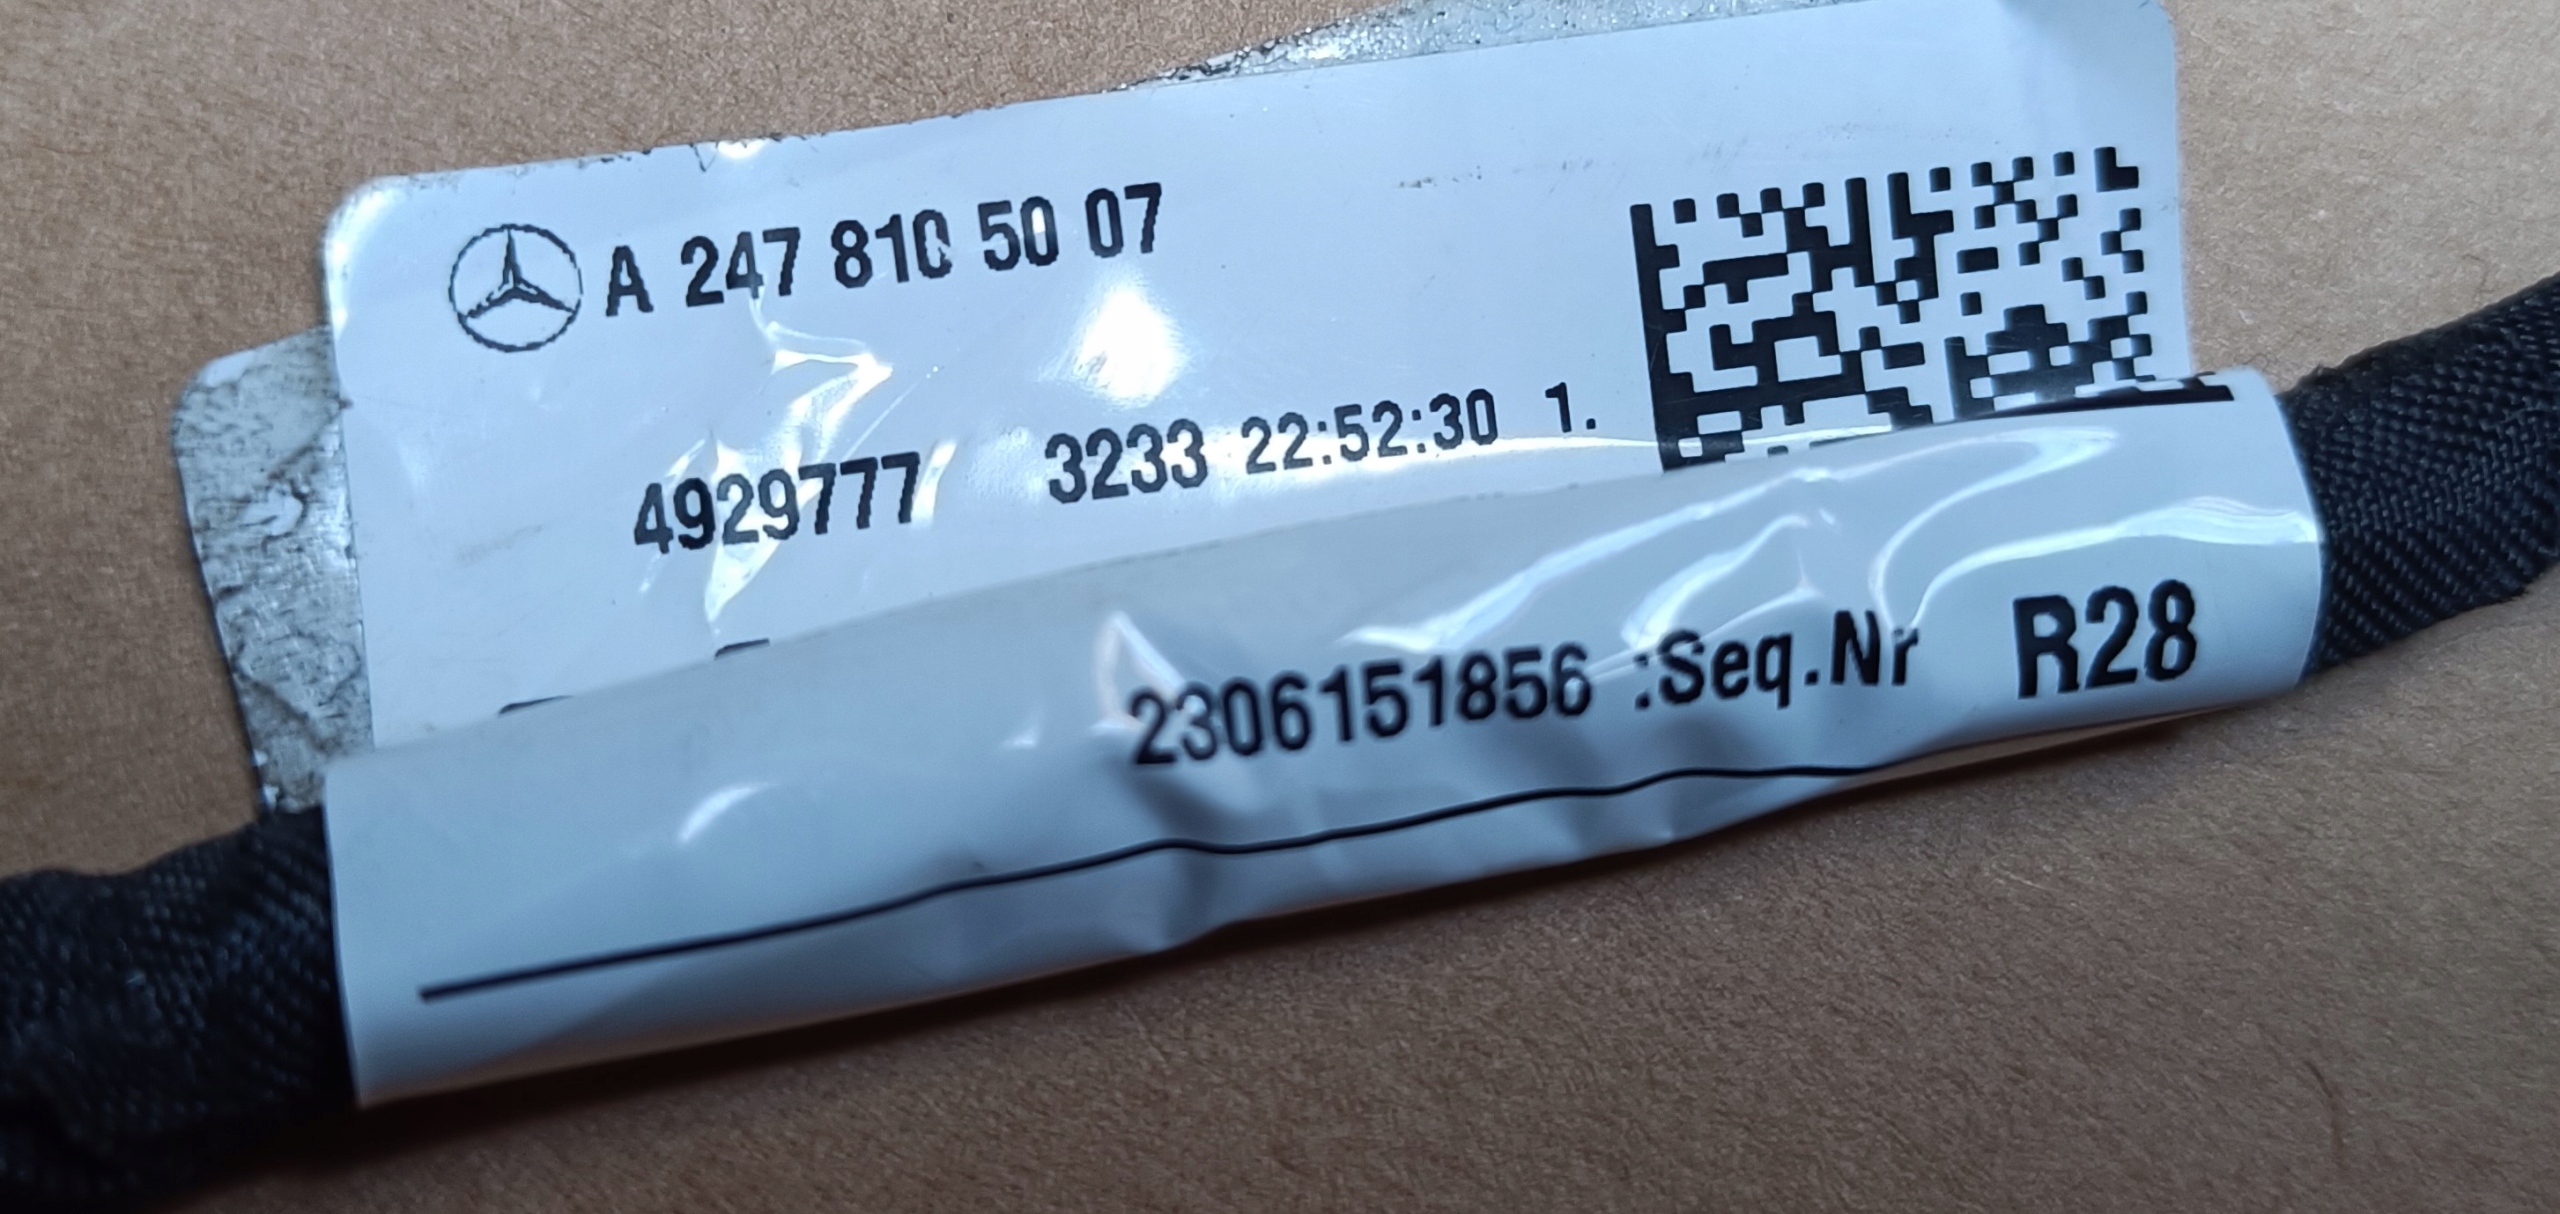 A 247 810 50 07
4929777 3233 22:52:30 1.
2306151856 :Seq.Nr R28